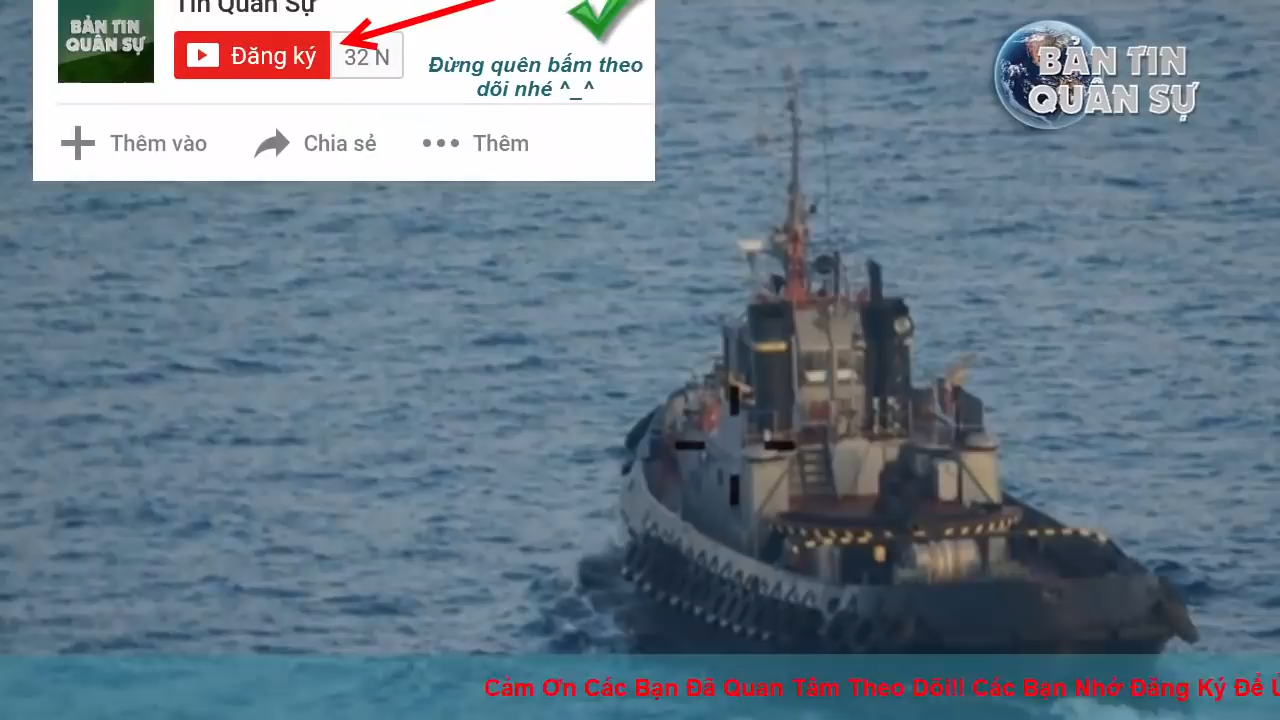 Tin Quân Sự
BẢN TIN
QUÂN SỰ
Đăng ký
32 N
Đừng quên bấm theo
dõi nhé ^_^
Thêm vào
Chia sẻ
Thêm
BẢN TIN
QUÂN SỰ
Cảm Ơn Các Bạn Đã Quan Tâm Theo Dõi!! Các Bạn Nhớ Đăng Ký Để